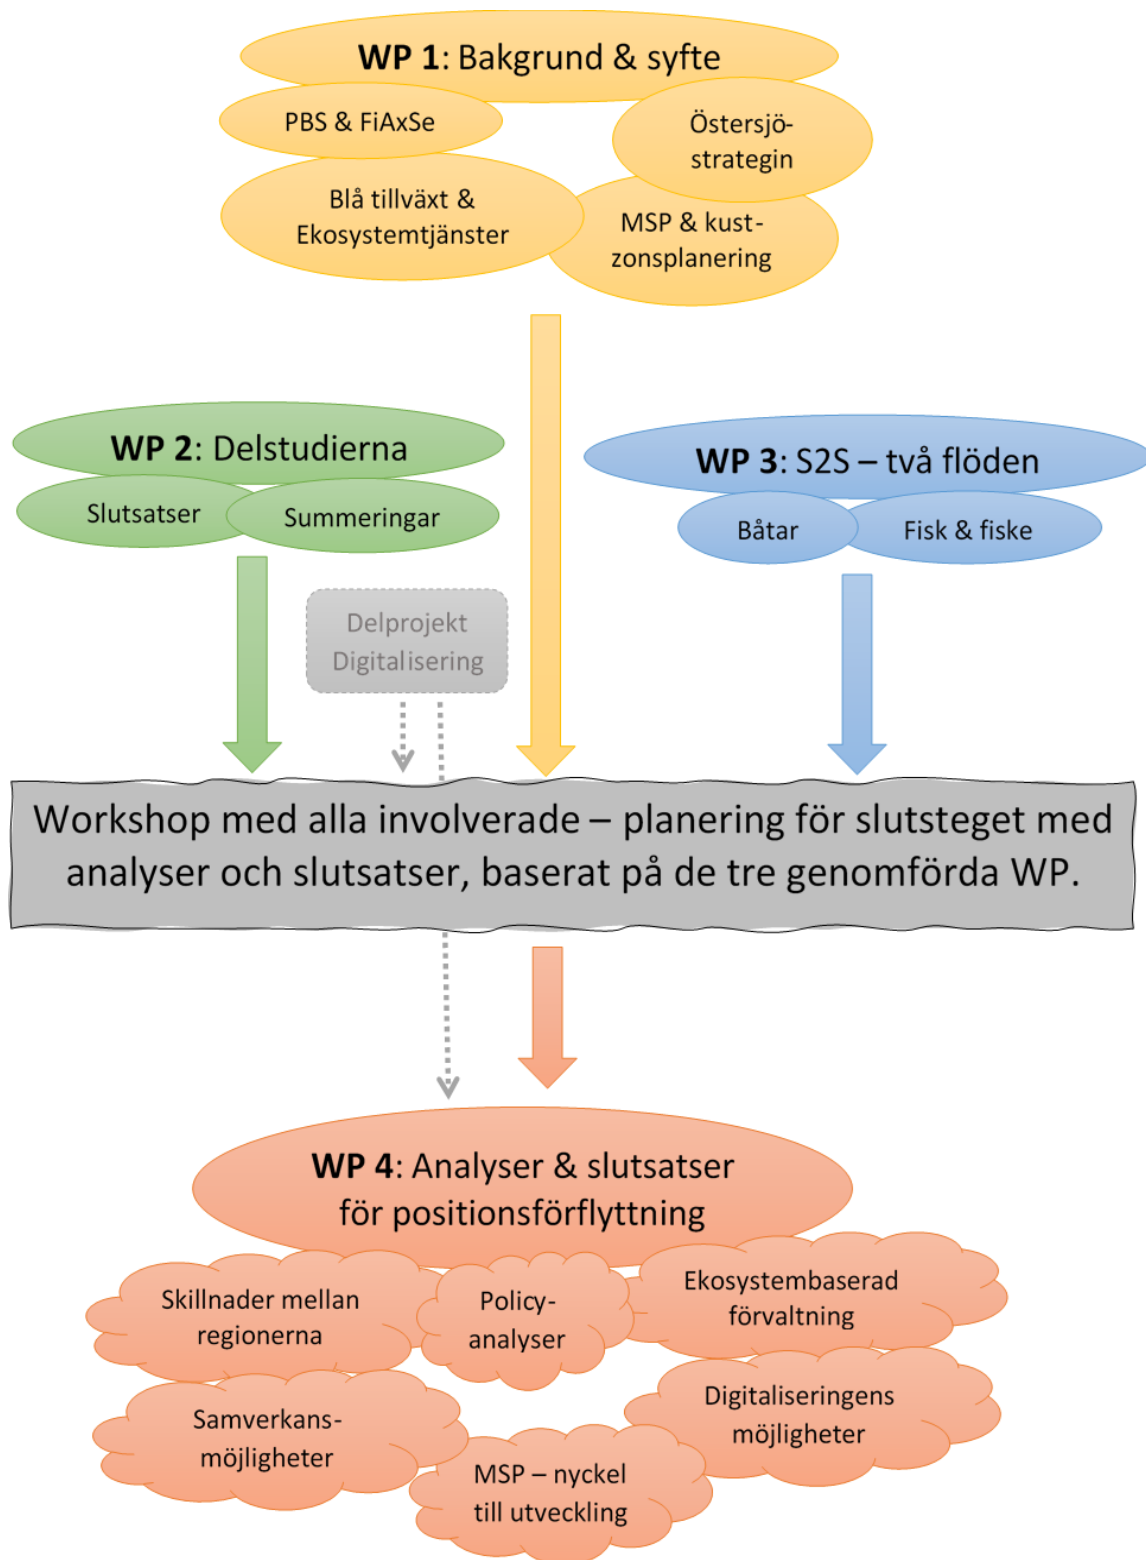 WP 1: Bakgrund & syfte
PBS & FiAxSe
Östersjö-
strategin
Blå tillväxt &
Ekosystemtjänster
MSP & kust-
zonsplanering
WP 2: Delstudierna
Slutsatser
Summeringar
WP 3: S2S – två flöden
Båtar
Fisk & fiske
Delprojekt
Digitalisering
Workshop med alla involverade – planering för slutsteget med
analyser och slutsatser, baserat på de tre genomförda WP.
WP 4: Analyser & slutsatser
för positionsförflyttning
Skillnader mellan
regionerna
Policy-
analyser
Ekosystembaserad
förvaltning
Samverkans-
möjligheter
MSP – nyckel
till utveckling
Digitaliseringens
möjligheter